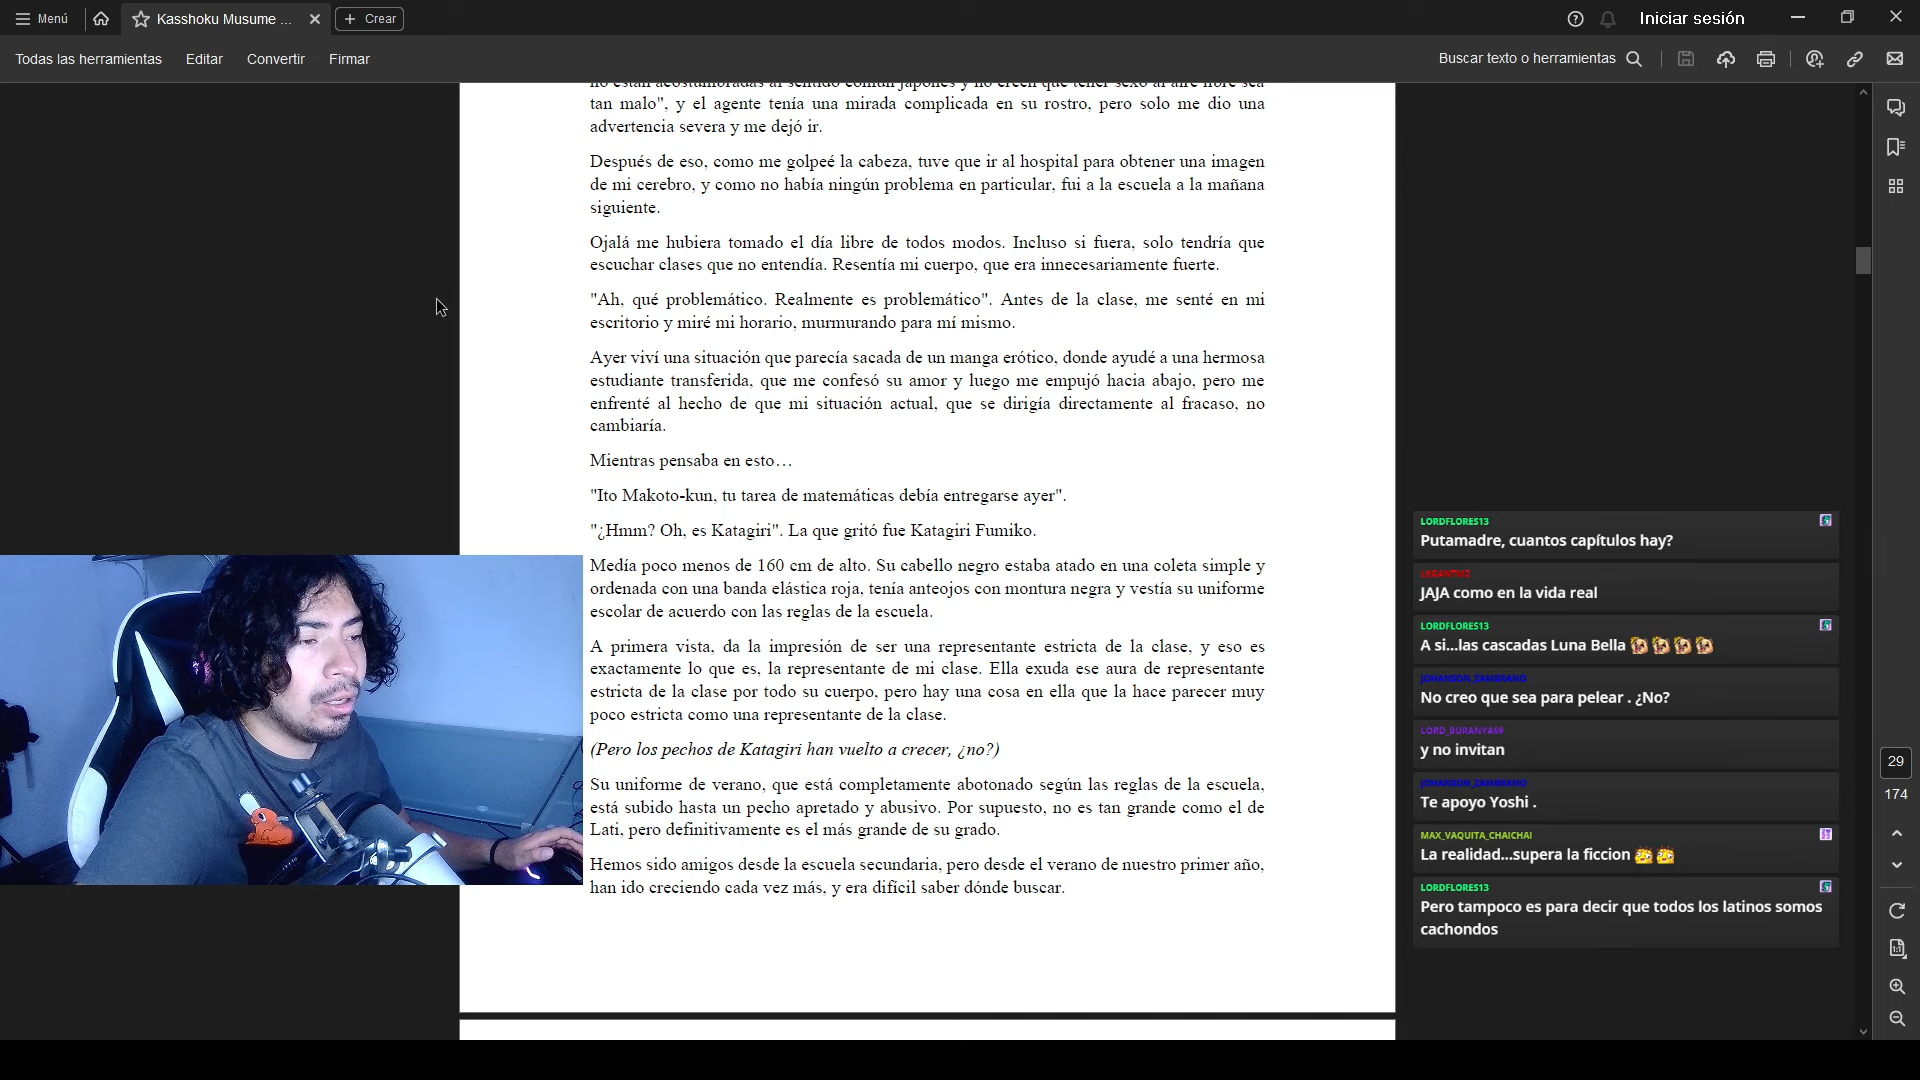 Menú
Kasshoku Musume ...
Crear
Iniciar sesión
Todas las herramientas
Editar
Convertir
Firmar
Buscar texto o herramientas
no están acostumbradas al sentido común japonés y no creen que tener sexo al aire libre sea
tan malo", y el agente tenía una mirada complicada en su rostro, pero solo me dio una
advertencia severa y me dejó ir.
Después de eso, como me golpeé la cabeza, tuve que ir al hospital para obtener una imagen
de mi cerebro, y como no había ningún problema en particular, fui a la escuela a la mañana
siguiente.
Ojalá me hubiera tomado el día libre de todos modos. Incluso si fuera, solo tendría que
escuchar clases que no entendía. Resentía mi cuerpo, que era innecesariamente fuerte.
"Ah, qué problemático. Realmente es problemático". Antes de la clase, me senté en mi
escritorio y miré mi horario, murmurando para mí mismo.
Ayer viví una situación que parecía sacada de un manga erótico, donde ayudé a una hermosa
estudiante transferida, que me confesó su amor y luego me empujó hacia abajo, pero me
enfrenté al hecho de que mi situación actual, que se dirigía directamente al fracaso, no
cambiaría.
Mientras pensaba en esto…
"Ito Makoto-kun, tu tarea de matemáticas debía entregarse ayer".
"¿Hmm? Oh, es Katagiri". La que gritó fue Katagiri Fumiko.
Medía poco menos de 160 cm de alto. Su cabello negro estaba atado en una coleta simple y
ordenada con una banda elástica roja, tenía anteojos con montura negra y vestía su uniforme
escolar de acuerdo con las reglas de la escuela.
A primera vista, da la impresión de ser una representante estricta de la clase, y eso es
exactamente lo que es, la representante de mi clase. Ella exuda ese aura de representante
estricta de la clase por todo su cuerpo, pero hay una cosa en ella que la hace parecer muy
poco estricta como una representante de la clase.
(Pero los pechos de Katagiri han vuelto a crecer, ¿no?)
Su uniforme de verano, que está completamente abotonado según las reglas de la escuela,
está subido hasta un pecho apretado y abusivo. Por supuesto, no es tan grande como el de
Lati, pero definitivamente es el más grande de su grado.
Hemos sido amigos desde la escuela secundaria, pero desde el verano de nuestro primer año,
han ido creciendo cada vez más, y era difícil saber dónde buscar.
LORDFLORES13
Putamadre, cuantos capítulos hay?
JAJA como en la vida real
LORDFLORES13
A si...las cascadas Luna Bella
JOHANSON_ZAMBRANO
No creo que sea para pelear . ¿No?
LORD_BURANYA69
y no invitan
JOHANSON_ZAMBRANO
Te apoyo Yoshi .
MAX_VAQUITA_CHAICHAI
La realidad...supera la ficcion
LORDFLORES13
Pero tampoco es para decir que todos los latinos somos
cachondos
29
174